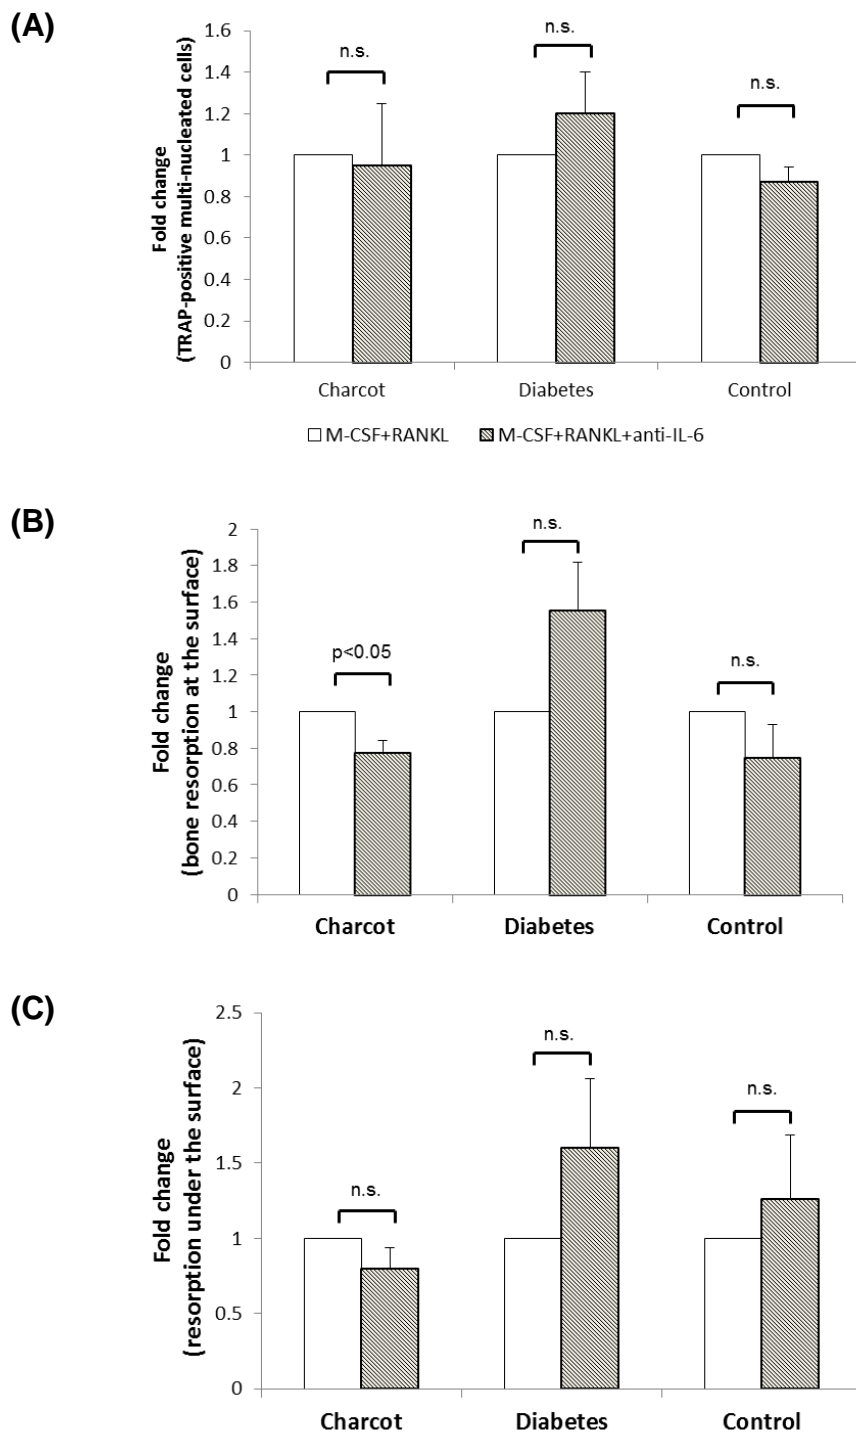 (A)
Fold change
(TRAP-positive multi-nucleated cells)
1.6
1.4
1.2
1
0.8
0.6
0.4
0.2
0
n.s.
n.s.
n.s.
Charcot
Diabetes
Control
M-CSF+RANKL
M-CSF+RANKL+anti-IL-6
(B)
Fold change
(bone resorption at the surface)
2
1.8
1.6
1.4
1.2
1
0.8
0.6
0.4
0.2
0
p<0.05
n.s.
n.s.
Charcot
Diabetes
Control
(C)
Fold change
(resorption under the surface)
2.5
2
1.5
1
0.5
0
n.s.
n.s.
n.s.
Charcot
Diabetes
Control